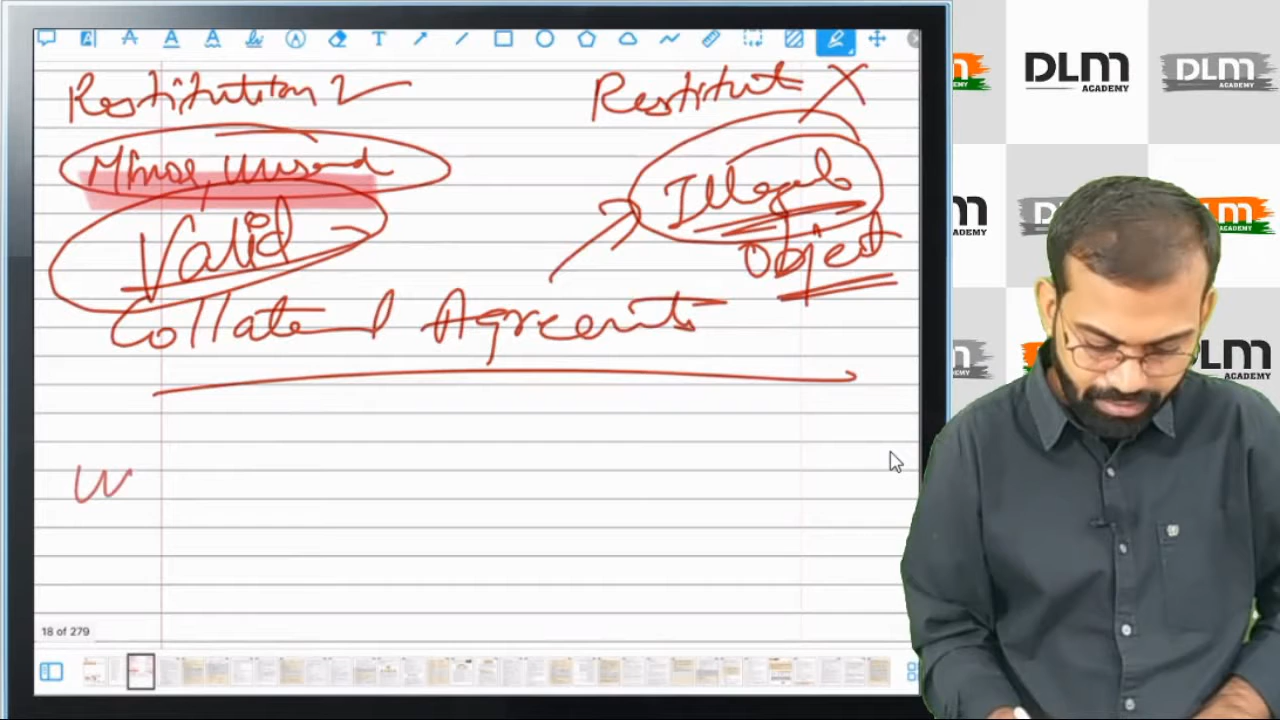 Restitution Restitut X
Minor, Unsound Illegal
Valid Object
Collateral Agreements
W
18 of 279
DLM
ACADEMY
DLM
ACADEMY
DLM
ACADEMY